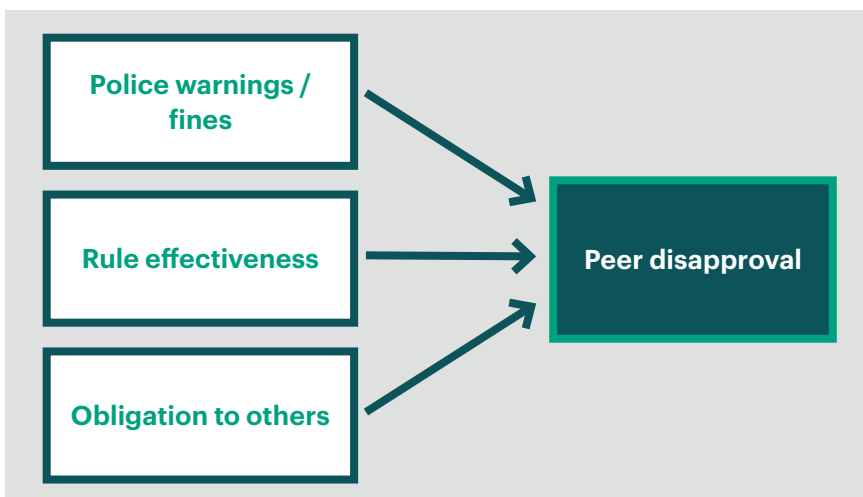 Police warnings /
fines
Rule effectiveness
Peer disapproval
Obligation to others